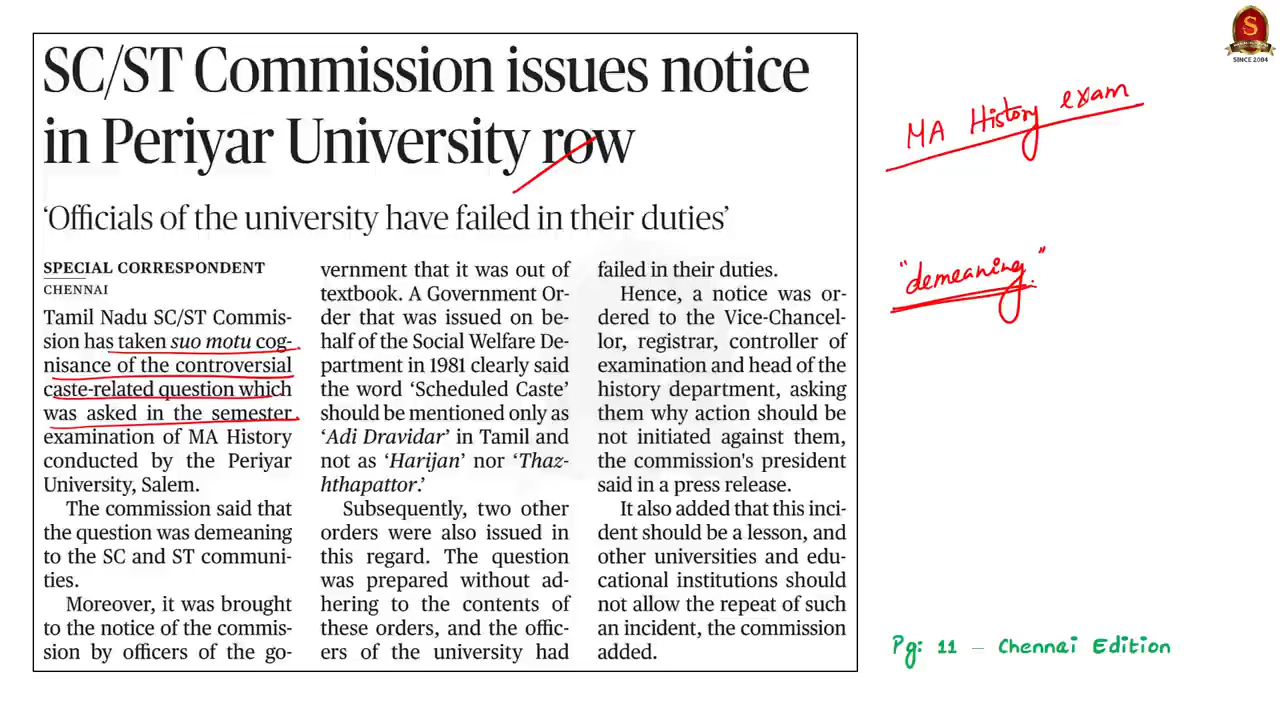 SC/ST Commission issues notice
in Periyar University row
‘Officials of the university have failed in their duties’
SPECIAL CORRESPONDENT
CHENNAI
Tamil Nadu SC/ST Commis-
sion has taken suo motu cog-
nisance of the controversial
caste-related question which
was asked in the semester
examination of MA History
conducted by the Periyar
University, Salem.
The commission said that
the question was demeaning
to the SC and ST communi-
ties.
Moreover, it was brought
to the notice of the commis-
sion by officers of the go-
vernment that it was out of
textbook. A Government Or-
der that was issued on be-
half of the Social Welfare De-
partment in 1981 clearly said
the word ‘Scheduled Caste’
should be mentioned only as
‘Adi Dravidar’ in Tamil and
not as ‘Harijan’ nor ‘Thaz-
hthapattor.’
Subsequently, two other
orders were also issued in
this regard. The question
was prepared without ad-
hering to the contents of
these orders, and the offic-
ers of the university had
failed in their duties.
Hence, a notice was or-
dered to the Vice-Chancel-
lor, registrar, controller of
examination and head of the
history department, asking
them why action should be
not initiated against them,
the commission's president
said in a press release.
It also added that this inci-
dent should be a lesson, and
other universities and edu-
cational institutions should
not allow the repeat of such
an incident, the commission
added.
MA History exam
"demeaning"
Pg: 11 – Chennai Edition
S
SINCE 2004